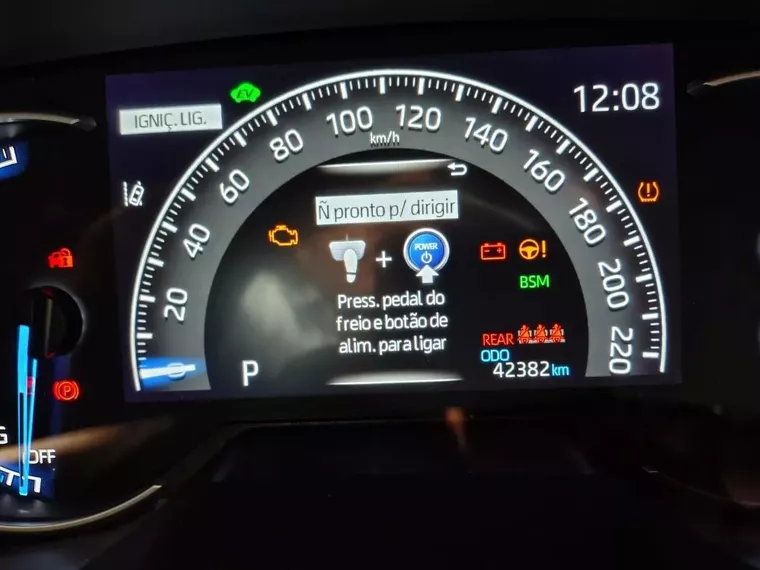 EV
12:08
IGNIÇ. LIG.
20
40
60
80
100
120
140
160
180
200
220
km/h
Ñ pronto p/ dirigir
POWER
+
Press. pedal do
freio e botão de
alim. para ligar
BSM
REAR
ODO
42382 km
P
OFF